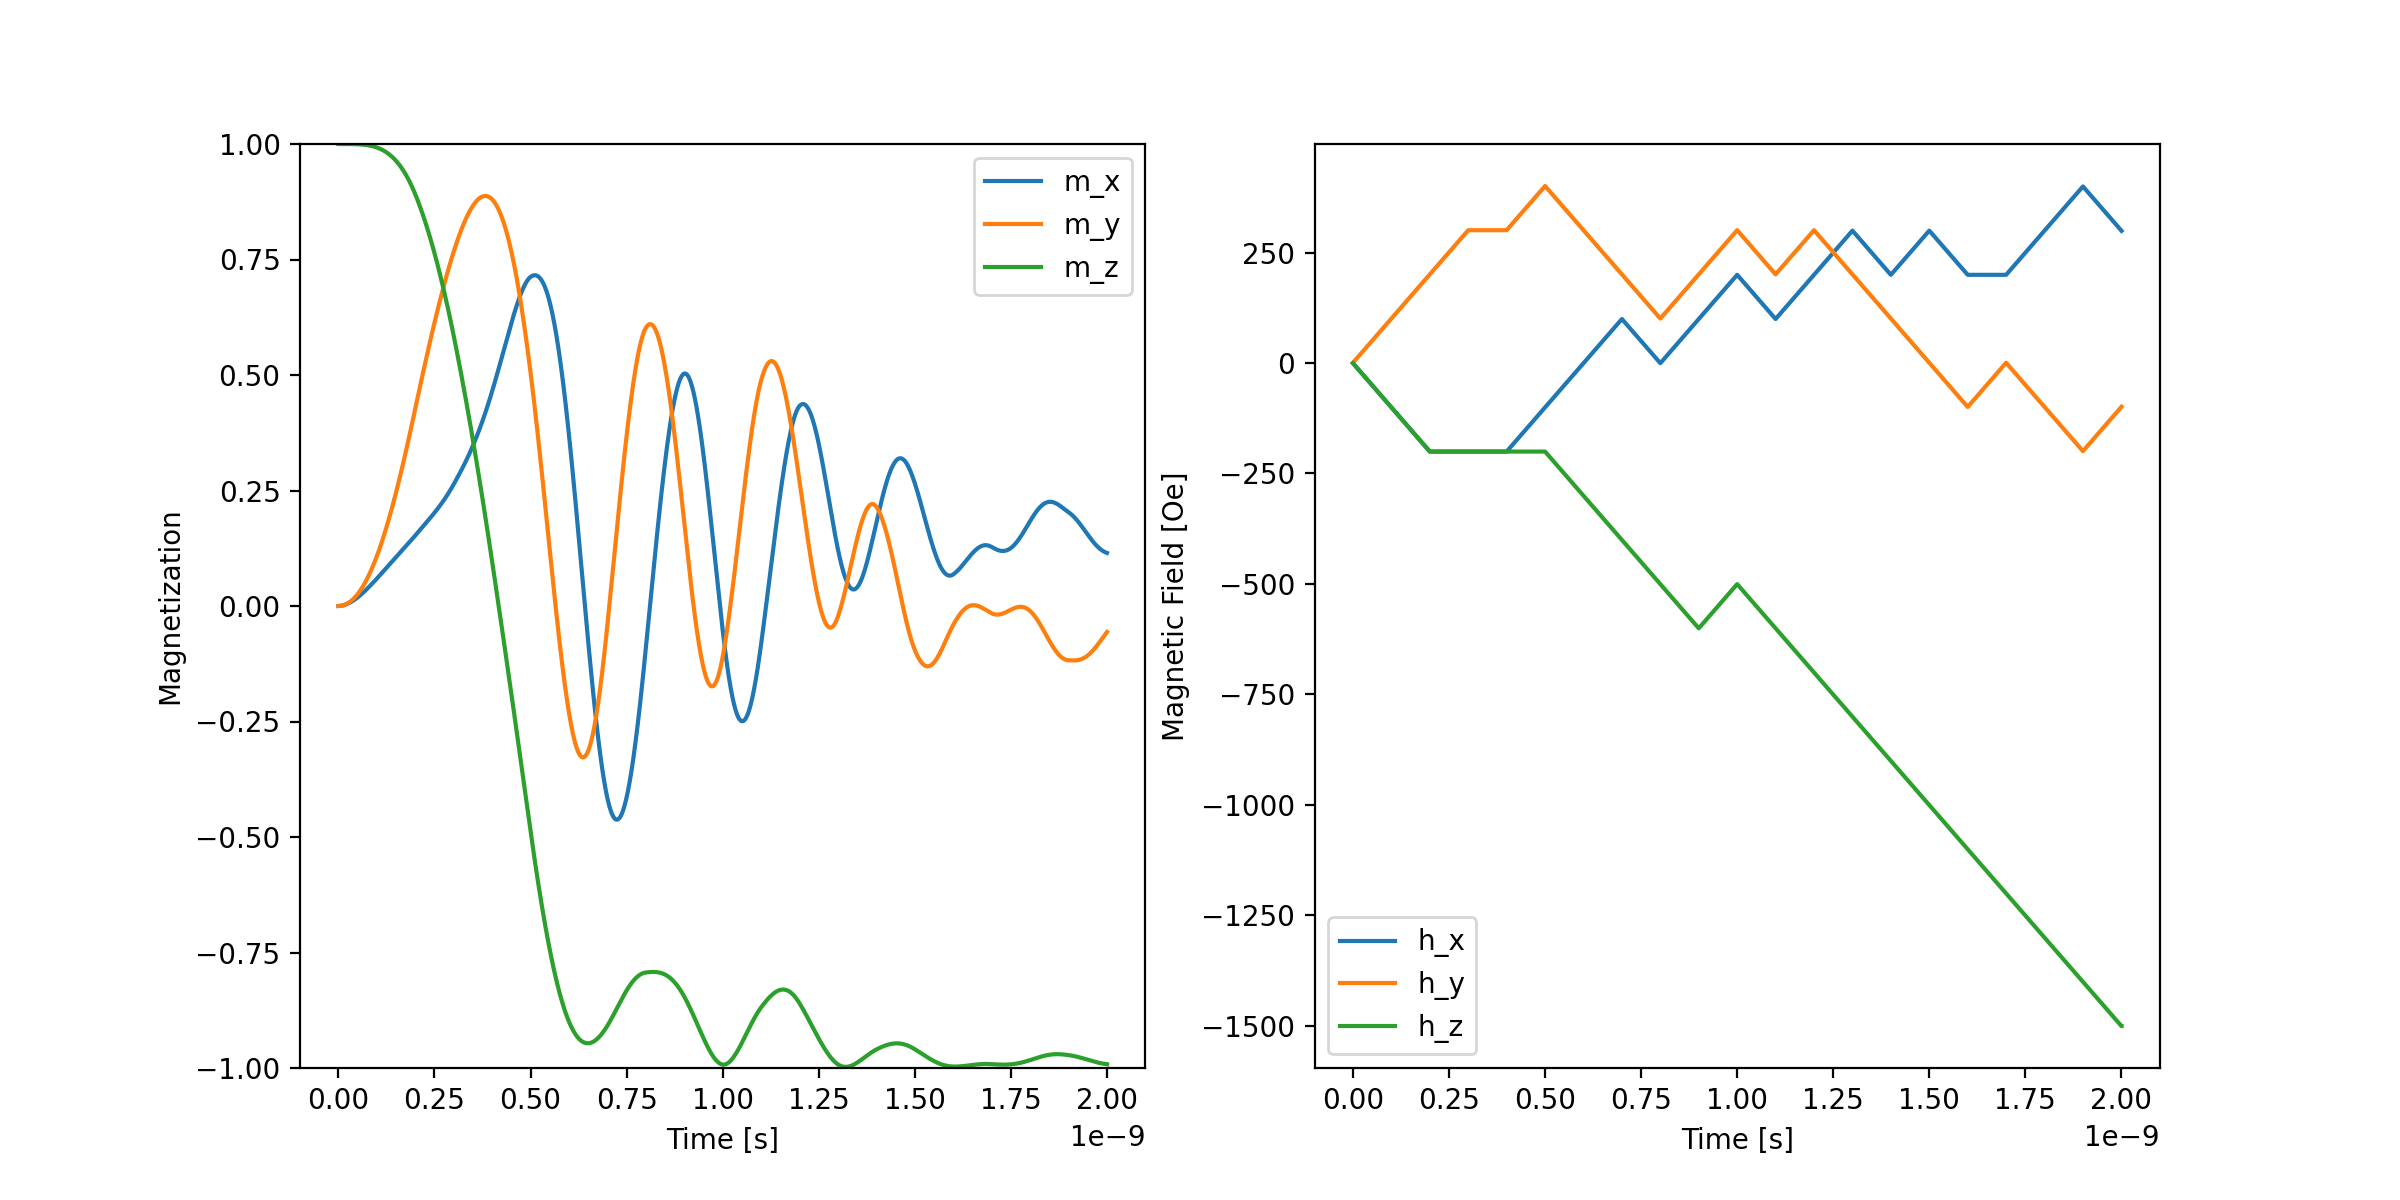 1.00
0.75
0.50
0.25
0.00
−0.25
−0.50
−0.75
−1.00
Magnetization
m_x
m_y
m_z
0.00 0.25 0.50 0.75 1.00 1.25 1.50 1.75 2.00
Time [s]
1e−9
250
0
−250
−500
−750
−1000
−1250
−1500
Magnetic Field [Oe]
h_x
h_y
h_z
0.00 0.25 0.50 0.75 1.00 1.25 1.50 1.75 2.00
Time [s]
1e−9